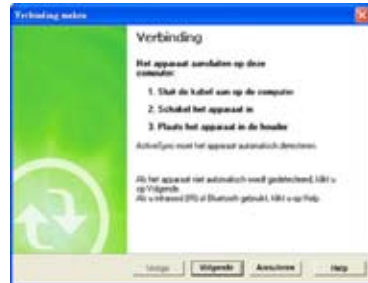 Verbinding maken
Verbinding
Het apparaat aansluiten op deze
computer:
1. Sluit de kabel aan op de computer
2. Schakel het apparaat in
3. Plaats het apparaat in de houder
ActiveSync moet het apparaat automatisch detecteren.
Als het apparaat niet automatisch wordt gedetecteerd, klikt u
op Volgende.
Als u infrarood (IR) of Bluetooth gebruikt, klikt u op Help.
Vorige
Volgende
Annuleren
Help